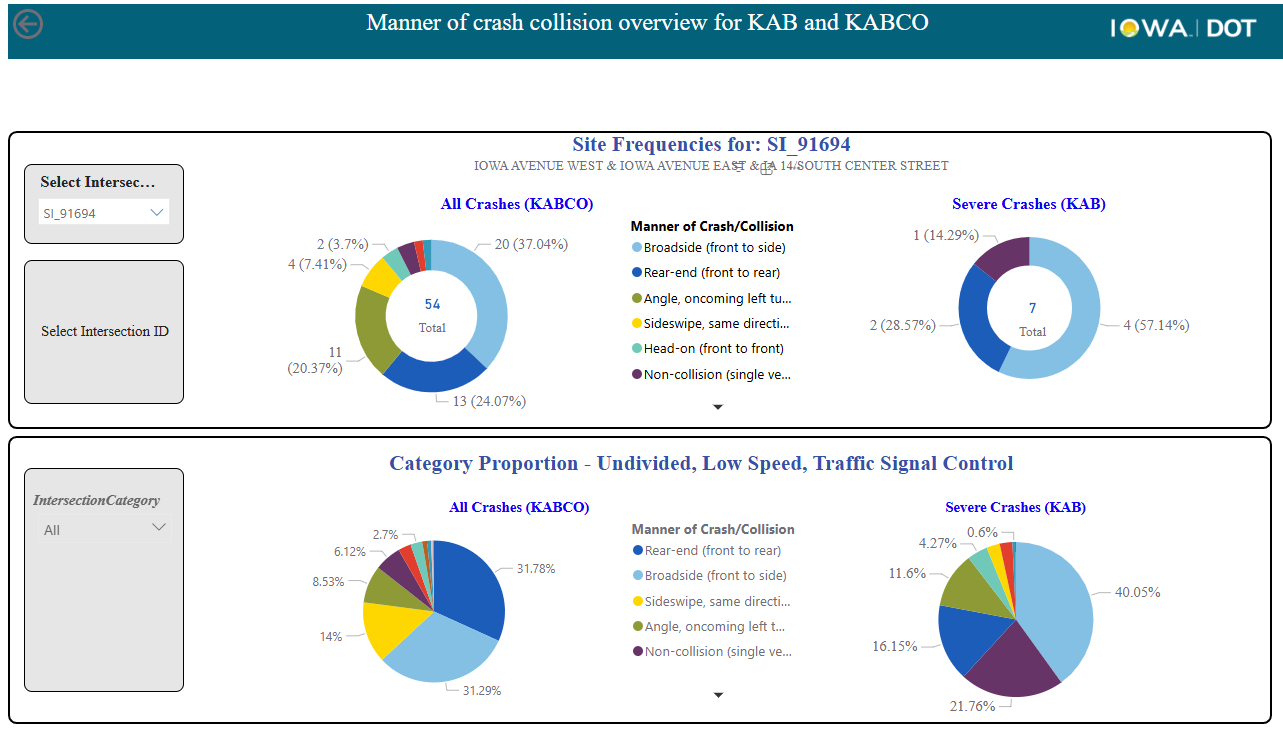 Manner of crash collision overview for KAB and KABCO
IOWA | DOT
Site Frequencies for: SI_91694
IOWA AVENUE WEST & IOWA AVENUE EAST & IA 14/SOUTH CENTER STREET
Select Intersec...
SI_91694
Select Intersection ID
All Crashes (KABCO)
2 (3.7%)
20 (37.04%)
4 (7.41%)
54
Total
11
(20.37%)
13 (24.07%)
Manner of Crash/Collision
Broadside (front to side)
Rear-end (front to rear)
Angle, oncoming left tu...
Sideswipe, same directi...
Head-on (front to front)
Non-collision (single ve...
Severe Crashes (KAB)
1 (14.29%)
7
Total
2 (28.57%)
4 (57.14%)
Category Proportion - Undivided, Low Speed, Traffic Signal Control
IntersectionCategory
All
All Crashes (KABCO)
2.7%
6.12%
8.53%
14%
31.78%
31.29%
Manner of Crash/Collision
Rear-end (front to rear)
Broadside (front to side)
Sideswipe, same directi...
Angle, oncoming left t...
Non-collision (single ve...
Severe Crashes (KAB)
0.6%
4.27%
11.6%
16.15%
21.76%
40.05%